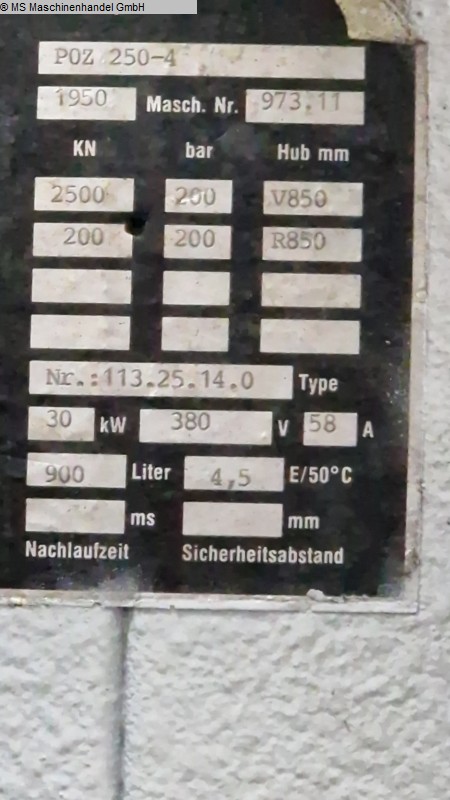 © MS Maschinenhandel GmbH
POZ 250-4
1950 Masch. Nr. 973.11
KN bar Hub mm
2500 200 V850
200 200 R850
Nr.:113.25.14.0 Type
30 kW 380 V 58 A
900 Liter 4,5 E/50°C
ms mm
Nachlaufzeit Sicherheitsabstand